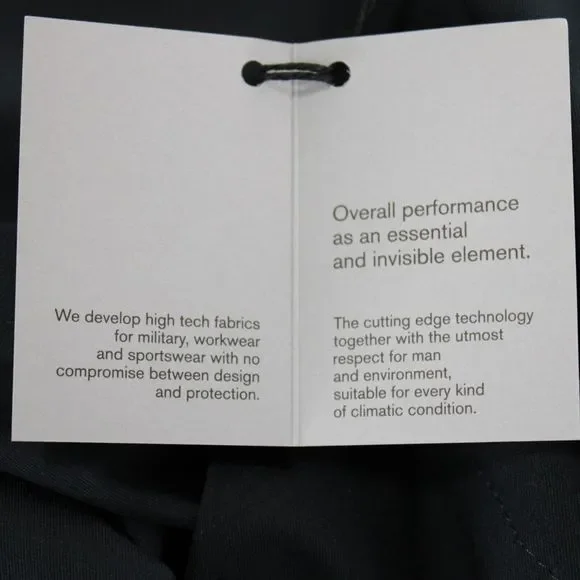 We develop high tech fabrics
for military, workwear
and sportswear with no
compromise between design
and protection.
Overall performance
as an essential
and invisible element.
The cutting edge technology
together with the utmost
respect for man
and environment,
suitable for every kind
of climatic condition.